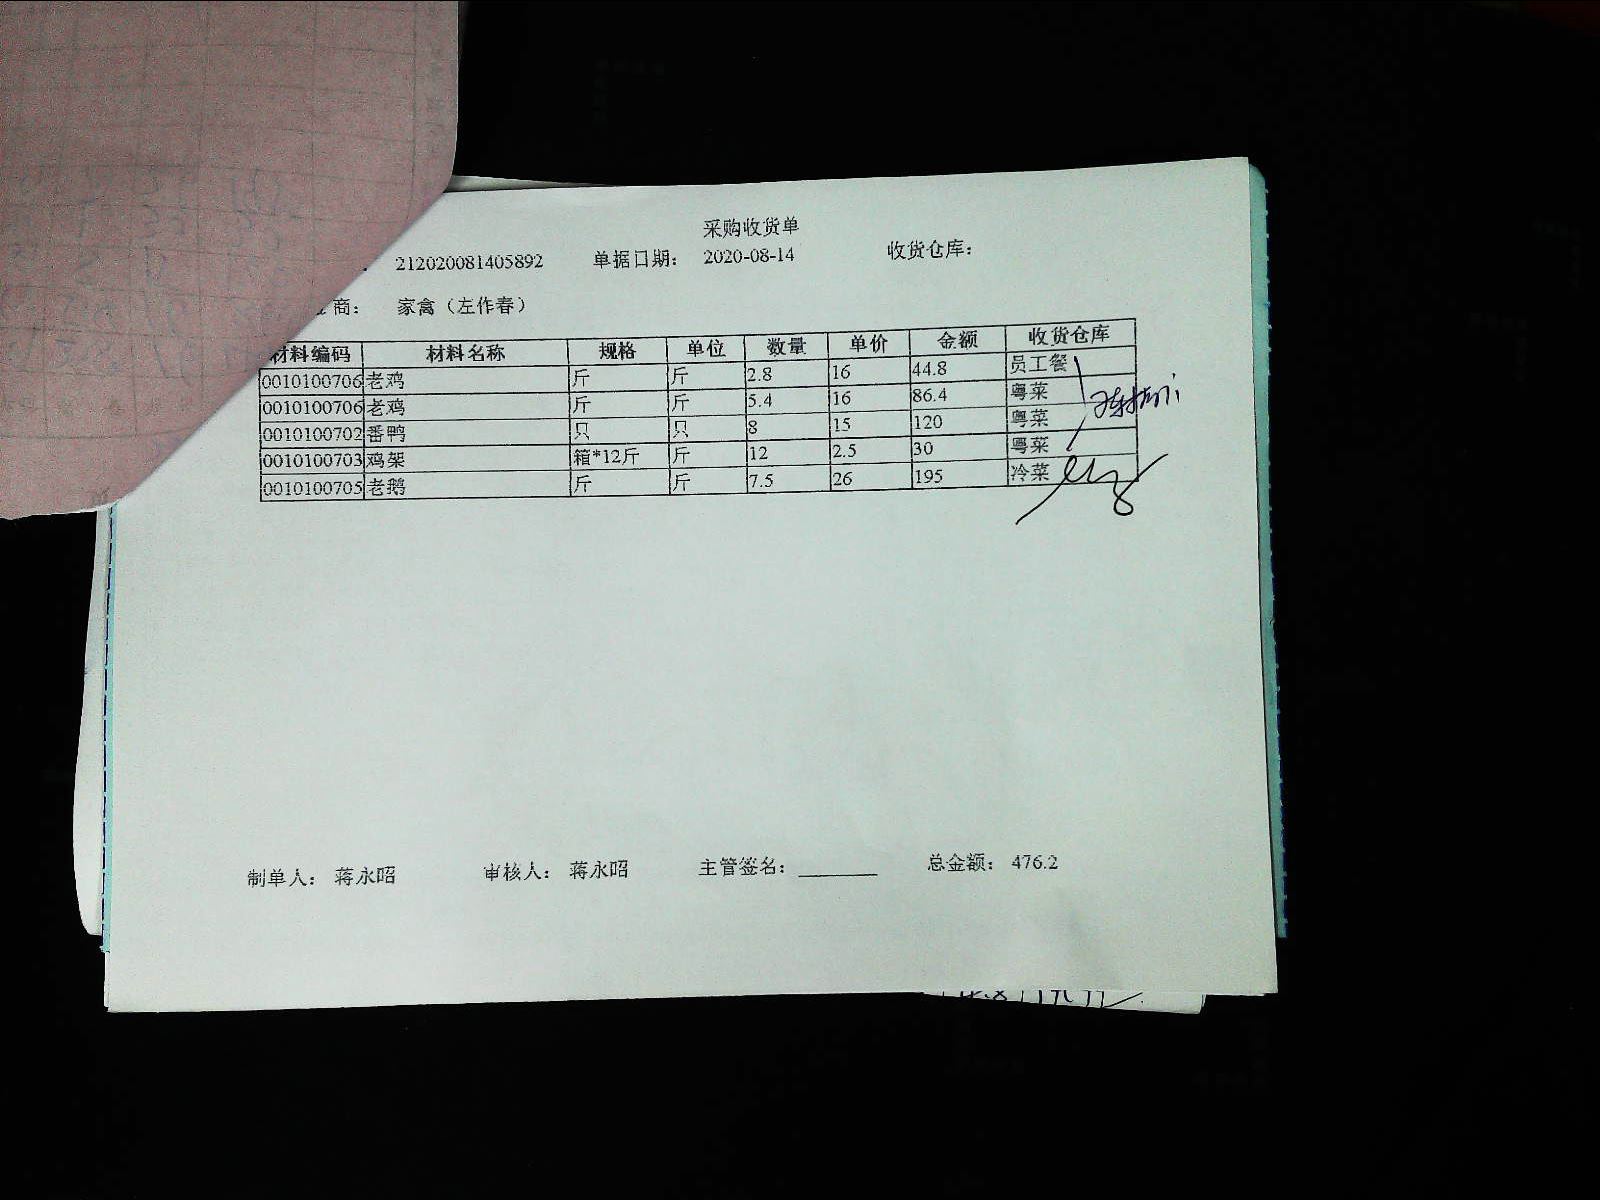 采购收货单
212020081405892 单据日期： 2020-08-14 收货仓库：
商： 家禽（左作春）
材料编码 材料名称 规格 单位 数量 单价 金额 收货仓库
0010100706 老鸡 斤 斤 2.8 16 44.8 员工餐
0010100706 老鸡 斤 斤 5.4 16 86.4 粤菜
0010100702 番鸭 只 只 8 15 120 粤菜
0010100703 鸡架 箱*12斤 斤 12 2.5 30 粤菜
0010100705 老鹅 斤 斤 7.5 26 195 冷菜
制单人： 蒋永昭 审核人： 蒋永昭 主管签名： 总金额： 476.2